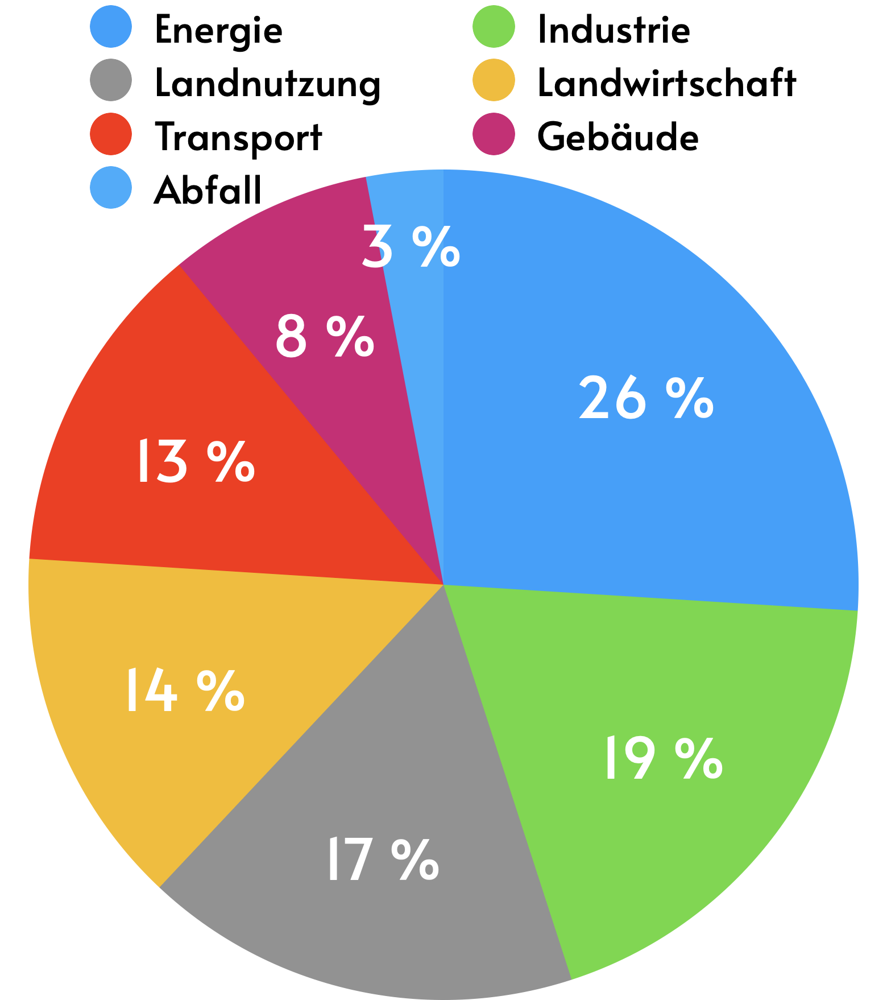 Energie
Industrie
Landnutzung
Landwirtschaft
Transport
Gebäude
Abfall
3 %
8 %
26 %
13 %
14 %
19 %
17 %